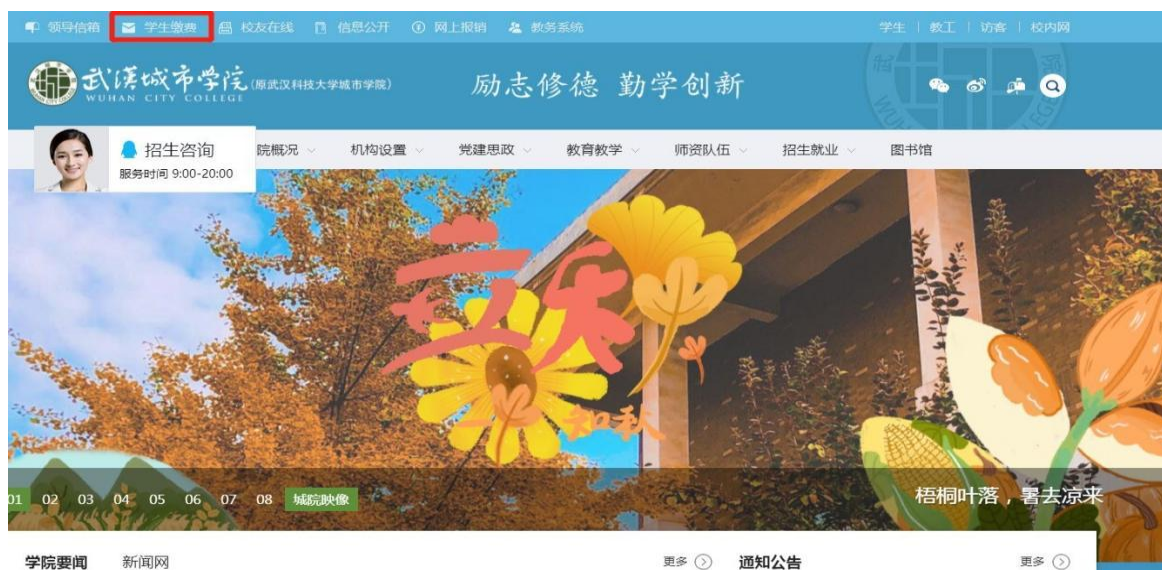 领导信箱 学生缴费 校友在线 信息公开 网上报销 教务系统 学生 | 教工 | 访客 | 校内网
武汉城市学院 (原武汉科技大学城市学院) 励志修德 勤学创新
WUHAN CITY COLLEGE
招生咨询
服务时间 9:00-20:00
院概况 机构设置 党建思政 教育教学 师资队伍 招生就业 图书馆
立秋
知秋
01 02 03 04 05 06 07 08 城院映像 梧桐叶落，暑去凉来
学院要闻 新闻网 更多 通知公告 更多